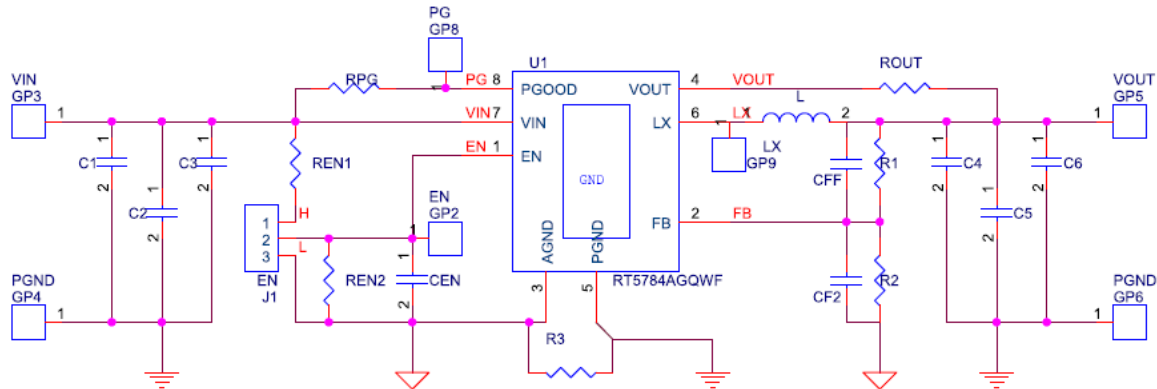 PG
GP8
U1
VIN
GP3
1
RPG
PG 8
1
PGOOD
VOUT
4
VOUT
ROUT
VOUT
GP5
1
VIN 7
VIN
LX
6
LX
1
1
L
2
EN 1
EN
GND
GP9
LX
C1
1
2
C2
1
2
C3
1
2
REN1
CFF
R1
C4
1
2
C5
1
2
C6
1
2
H
1
2
3
L
EN
J1
EN
GP2
1
FB
2
FB
AGND
PGND
REN2
1
CEN
2
3
5
RT5784AGQWF
CF2
R2
PGND
GP4
1
R3
PGND
GP6
1